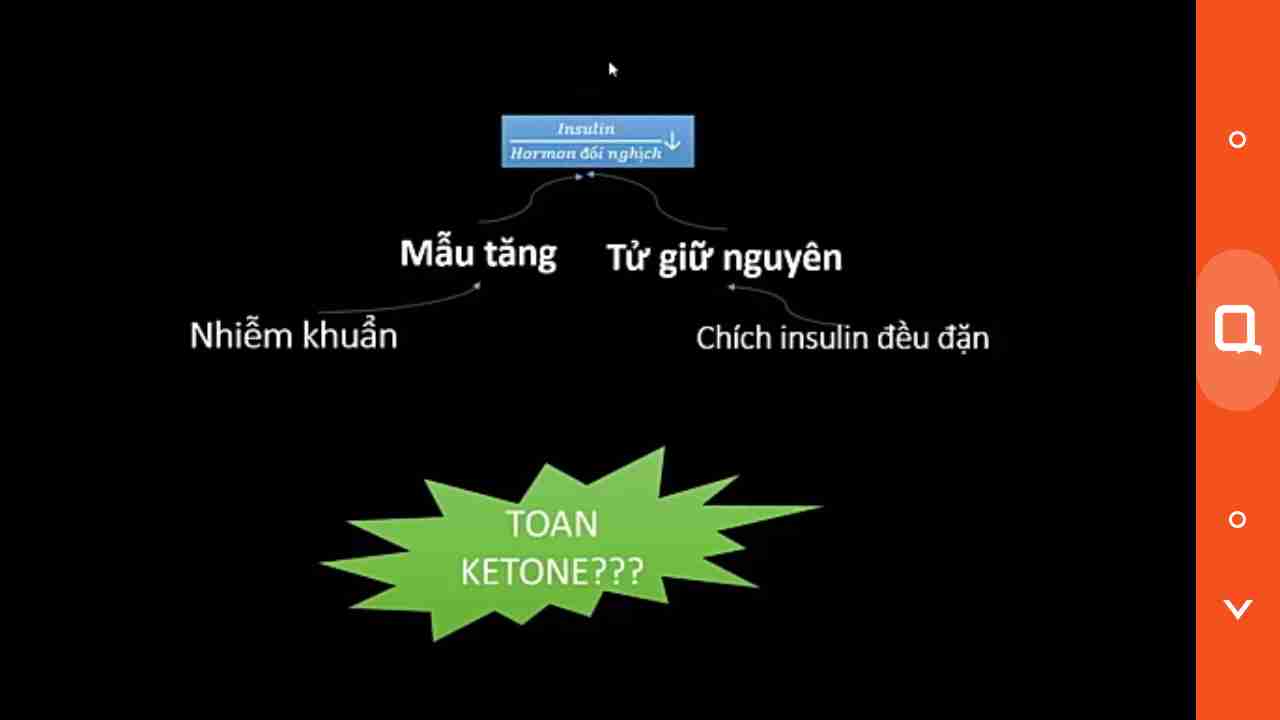 Insulin
Hormon đối nghịch ↓
Mẫu tăng
Tử giữ nguyên
Nhiễm khuẩn
Chích insulin đều đặn
TOAN
KETONE???